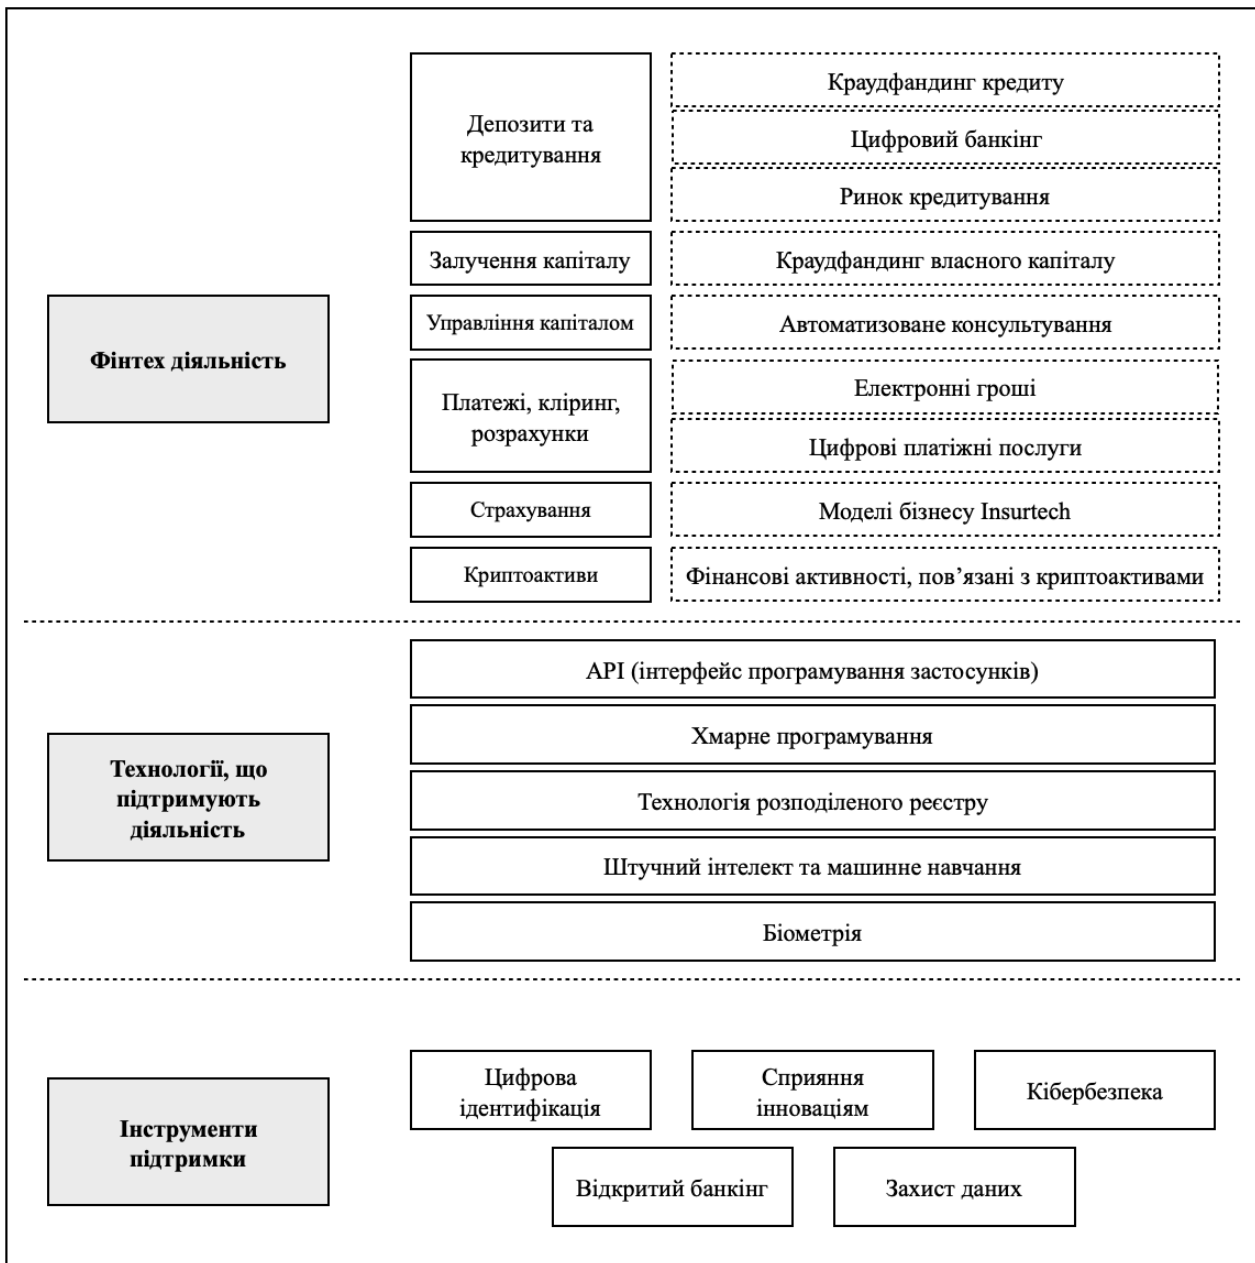 Депозити та
кредитування
Краудфандинг кредиту
Цифровий банкінг
Ринок кредитування
Залучення капіталу
Краудфандинг власного капіталу
Управління капіталом
Автоматизоване консультування
Фінтех діяльність
Платежі, кліринг,
розрахунки
Електронні гроші
Цифрові платіжні послуги
Страхування
Моделі бізнесу Insurtech
Криптоактиви
Фінансові активності, пов’язані з криптоактивами
Технології, що
підтримують
діяльність
API (інтерфейс програмування застосунків)
Хмарне програмування
Технологія розподіленого реєстру
Штучний інтелект та машинне навчання
Біометрія
Інструменти
підтримки
Цифрова
ідентифікація
Сприяння
інноваціям
Кібербезпека
Відкритий банкінг
Захист даних